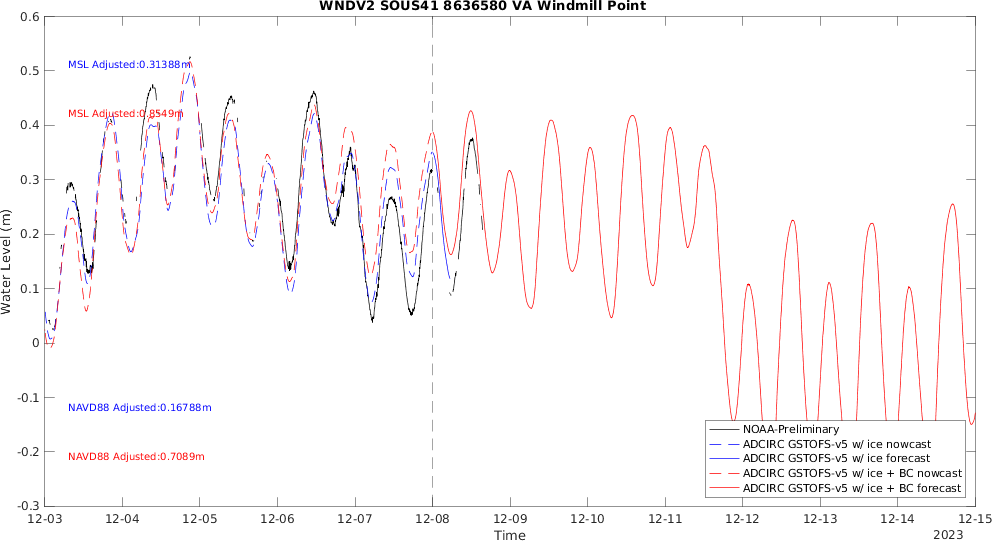 WNDV2 SOUS41 8636580 VA Windmill Point
0.6
0.5
0.4
0.3
0.2
0.1
0
-0.1
-0.2
-0.3
Water Level (m)
MSL Adjusted:0.31388m
MSL Adjusted:0.8549m
NAVD88 Adjusted:0.16788m
NAVD88 Adjusted:0.7089m
NOAA-Preliminary
ADCIRC GSTOFS-v5 w/ ice nowcast
ADCIRC GSTOFS-v5 w/ ice forecast
ADCIRC GSTOFS-v5 w/ ice + BC nowcast
ADCIRC GSTOFS-v5 w/ ice + BC forecast
12-03 12-04 12-05 12-06 12-07 12-08 12-09 12-10 12-11 12-12 12-13 12-14 12-15
Time
2023